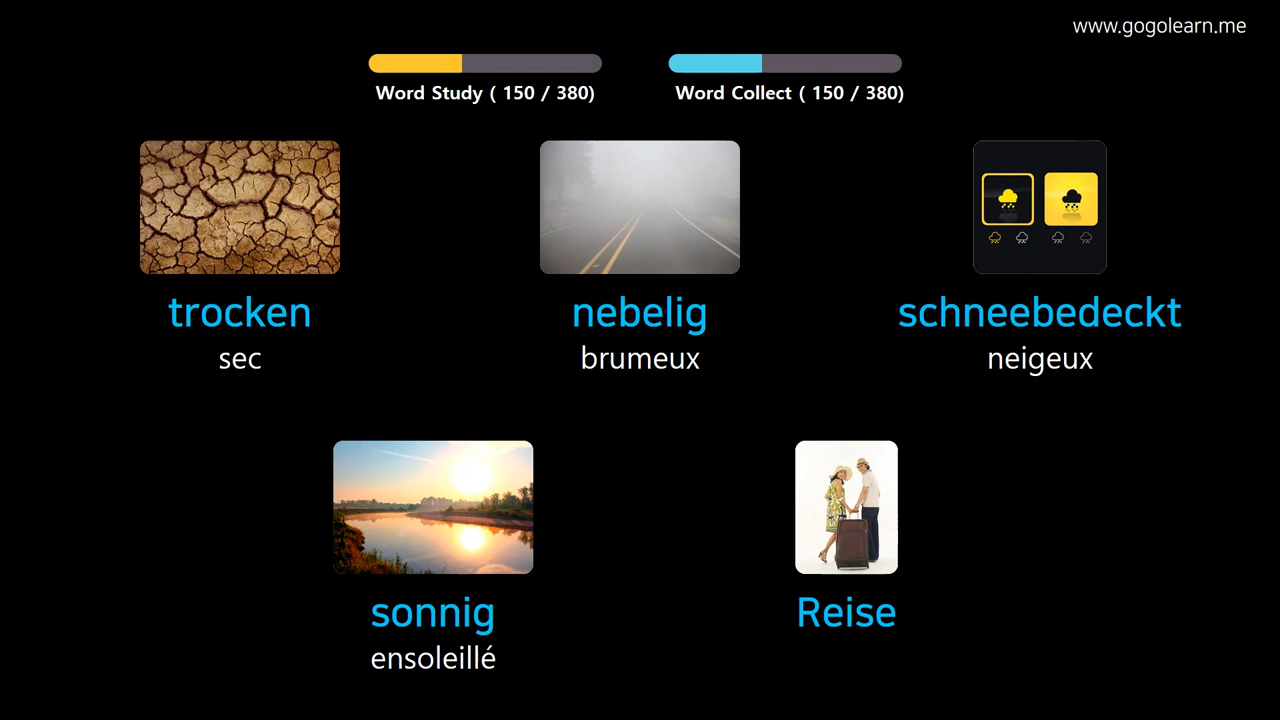 www.gogolearn.me
Word Study ( 150 / 380)
Word Collect ( 150 / 380)
trocken
sec
nebelig
brumeux
schneebedeckt
neigeux
sonnig
ensoleillé
Reise